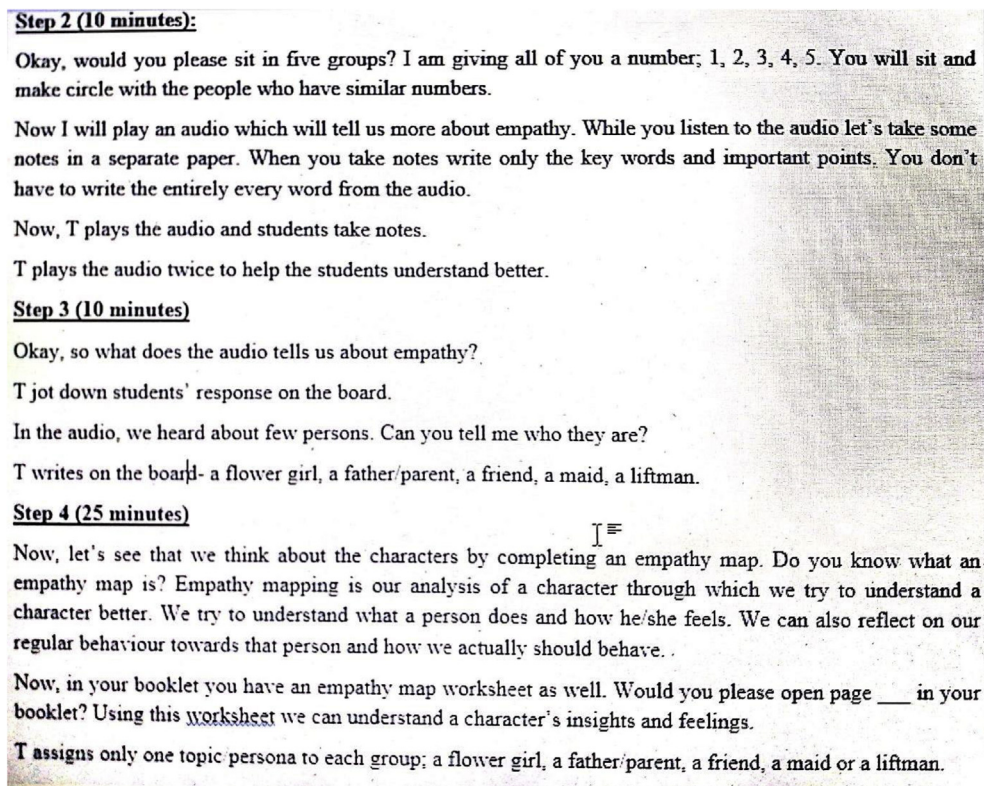 Step 2 (10 minutes):
Okay, would you please sit in five groups? I am giving all of you a number; 1, 2, 3, 4, 5. You will sit and
make circle with the people who have similar numbers.
Now I will play an audio which will tell us more about empathy. While you listen to the audio let's take some
notes in a separate paper. When you take notes write only the key words and important points. You don't
have to write the entirely every word from the audio.
Now, T plays the audio and students take notes.
T plays the audio twice to help the students understand better.
Step 3 (10 minutes)
Okay, so what does the audio tells us about empathy?
T jot down students' response on the board.
In the audio, we heard about few persons. Can you tell me who they are?
T writes on the board- a flower girl, a father/parent, a friend, a maid, a liftman.
Step 4 (25 minutes)
Now, let's see that we think about the characters by completing an empathy map. Do you know what an
empathy map is? Empathy mapping is our analysis of a character through which we try to understand a
character better. We try to understand what a person does and how he/she feels. We can also reflect on our
regular behaviour towards that person and how we actually should behave. .
Now, in your booklet you have an empathy map worksheet as well. Would you please open page ___ in your
booklet? Using this worksheet we can understand a character's insights and feelings.
T assigns only one topic persona to each group; a flower girl, a father/parent, a friend, a maid or a liftman.